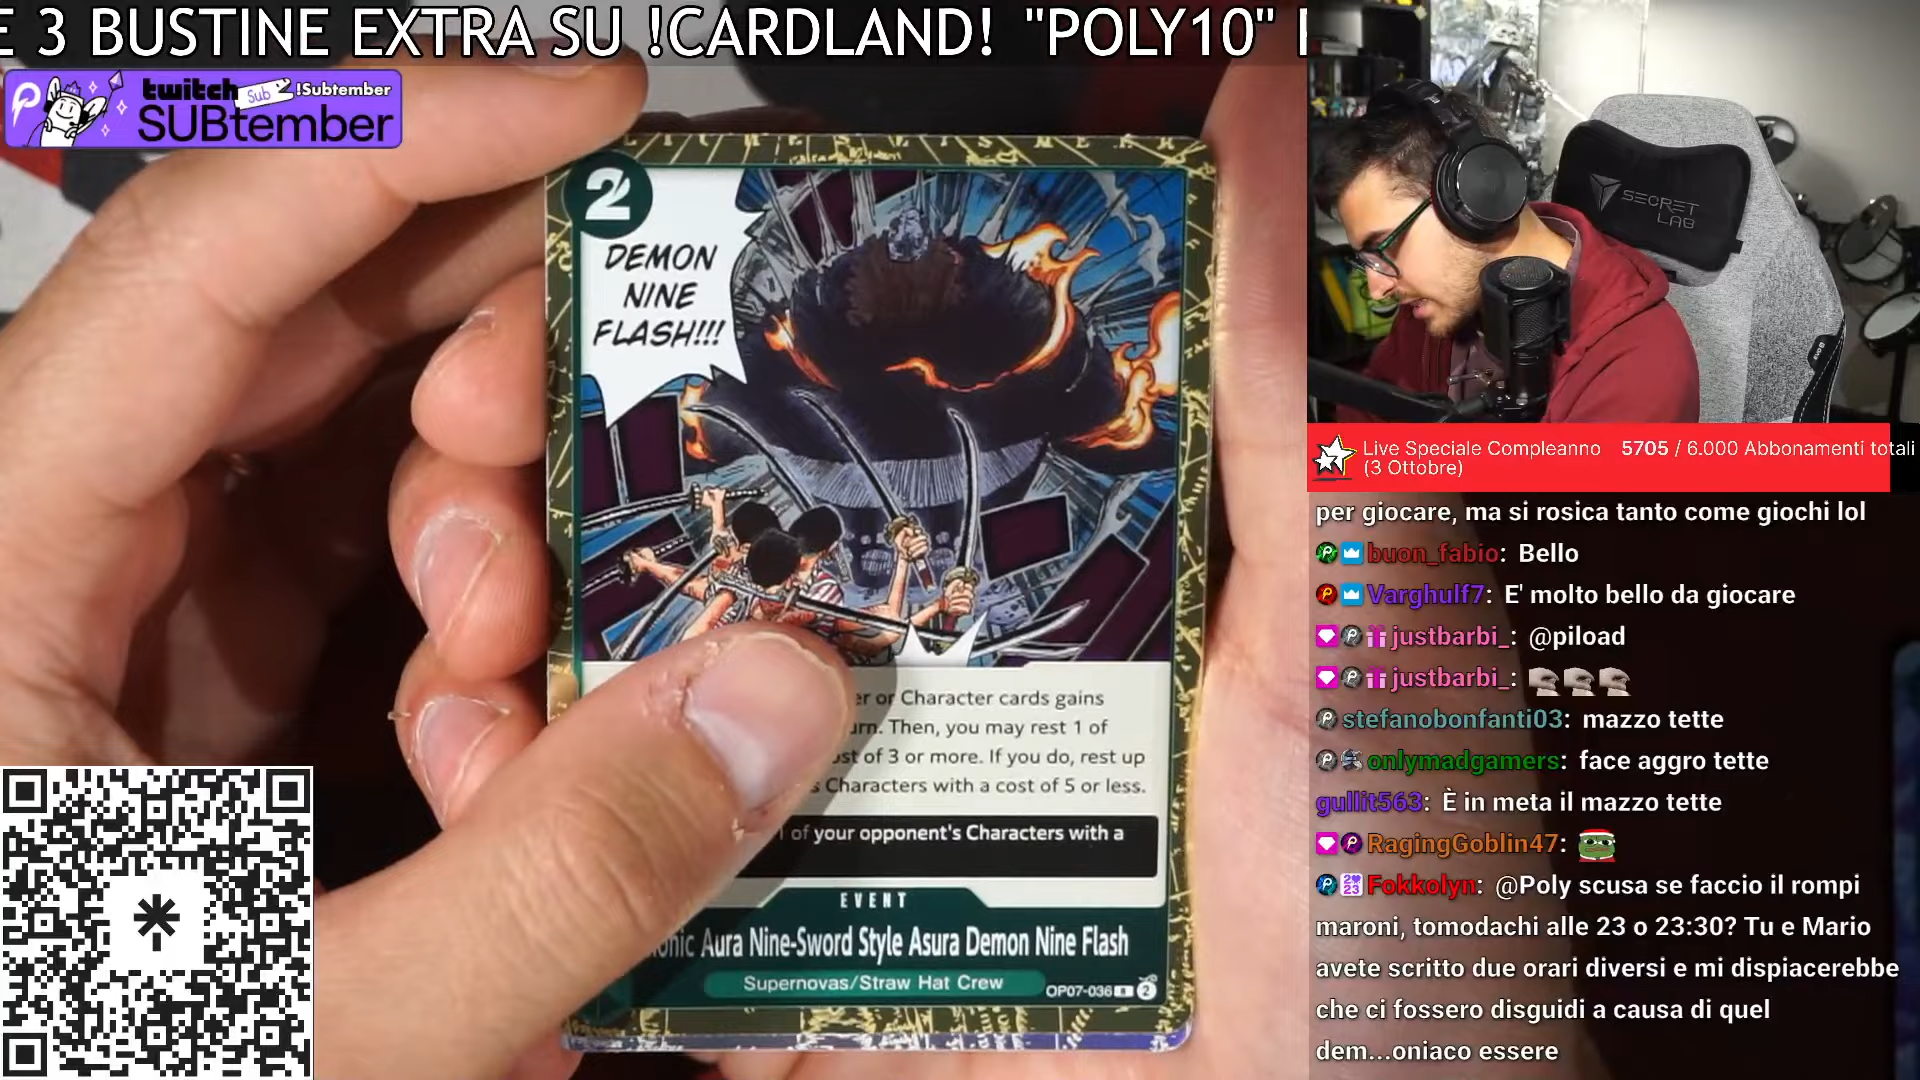 E 3 BUSTINE EXTRA SU !CARDLAND! "POLY10"
twitch Sub !Subtember
SUBtember
2
DEMON
NINE
FLASH!!!
or Character cards gains
Then, you may rest 1 of
of 3 or more. If you do, rest up
Characters with a cost of 5 or less.
of your opponent's Characters with a
EVENT
Aura Nine-Sword Style Asura Demon Nine Flash
Supernovas/Straw Hat Crew
OP07-036 R 2
SECRET
LAB
Live Speciale Compleanno 5705 / 6.000 Abbonamenti totali
(3 Ottobre)
per giocare, ma si rosica tanto come giochi lol
buon_fabio: Bello
Varghulf7: E' molto bello da giocare
justbarbi_: @piload
justbarbi_:
stefanobonfanti03: mazzo tette
onlymadgamers: face aggro tette
gullit563: È in meta il mazzo tette
RagingGoblin47:
Fokkolyn: @Poly scusa se faccio il rompi
maroni, tomodachi alle 23 o 23:30? Tu e Mario
avete scritto due orari diversi e mi dispiacerebbe
che ci fossero disguidi a causa di quel
dem...oniaco essere